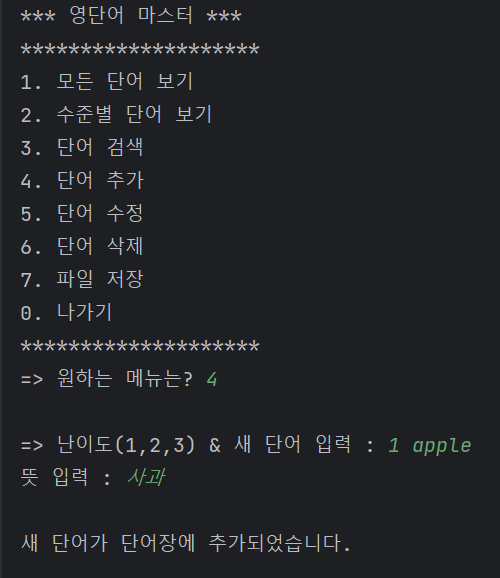 *** 영단어 마스터 ***
********************
1. 모든 단어 보기
2. 수준별 단어 보기
3. 단어 검색
4. 단어 추가
5. 단어 수정
6. 단어 삭제
7. 파일 저장
0. 나가기
********************
=> 원하는 메뉴는? 4
=> 난이도(1,2,3) & 새 단어 입력 : 1 apple
뜻 입력 : 사과
새 단어가 단어장에 추가되었습니다.